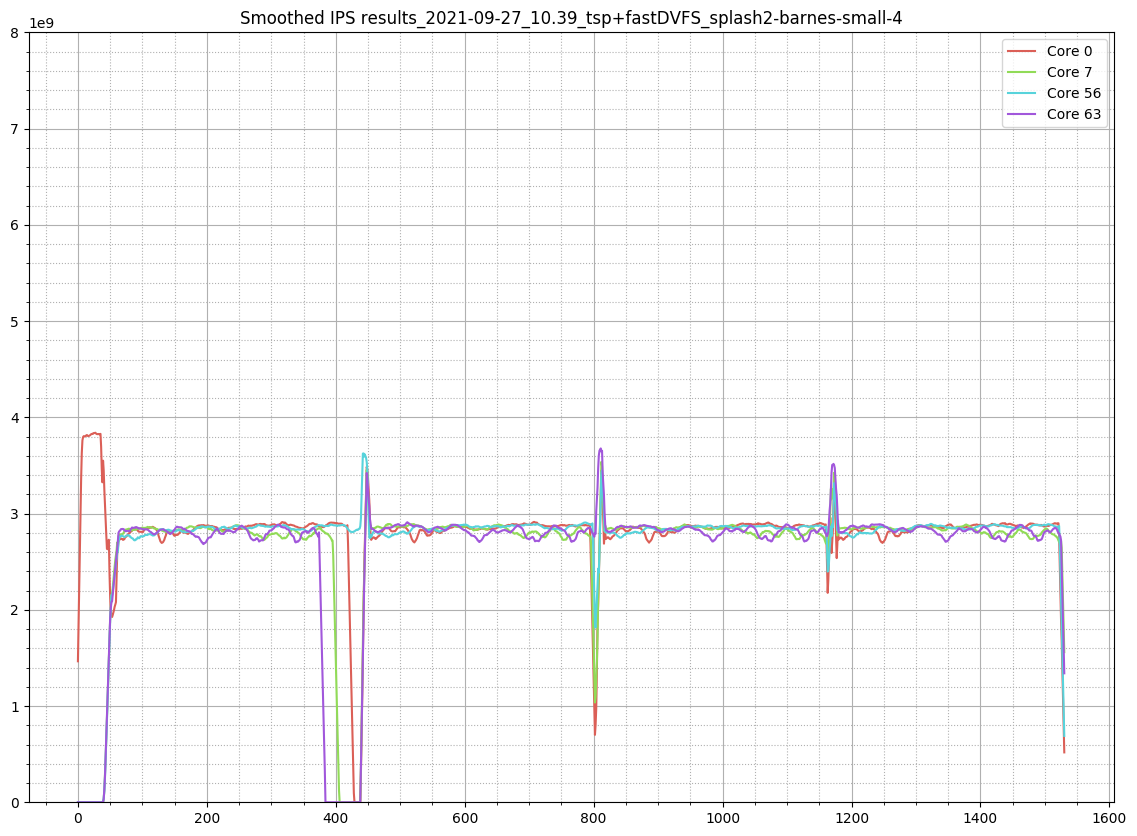 Smoothed IPS results_2021-09-27_10.39_tsp+fastDVFS_splash2-barnes-small-4
1e9
8
7
6
5
4
3
2
1
0
Core 0
Core 7
Core 56
Core 63
0 200 400 600 800 1000 1200 1400 1600